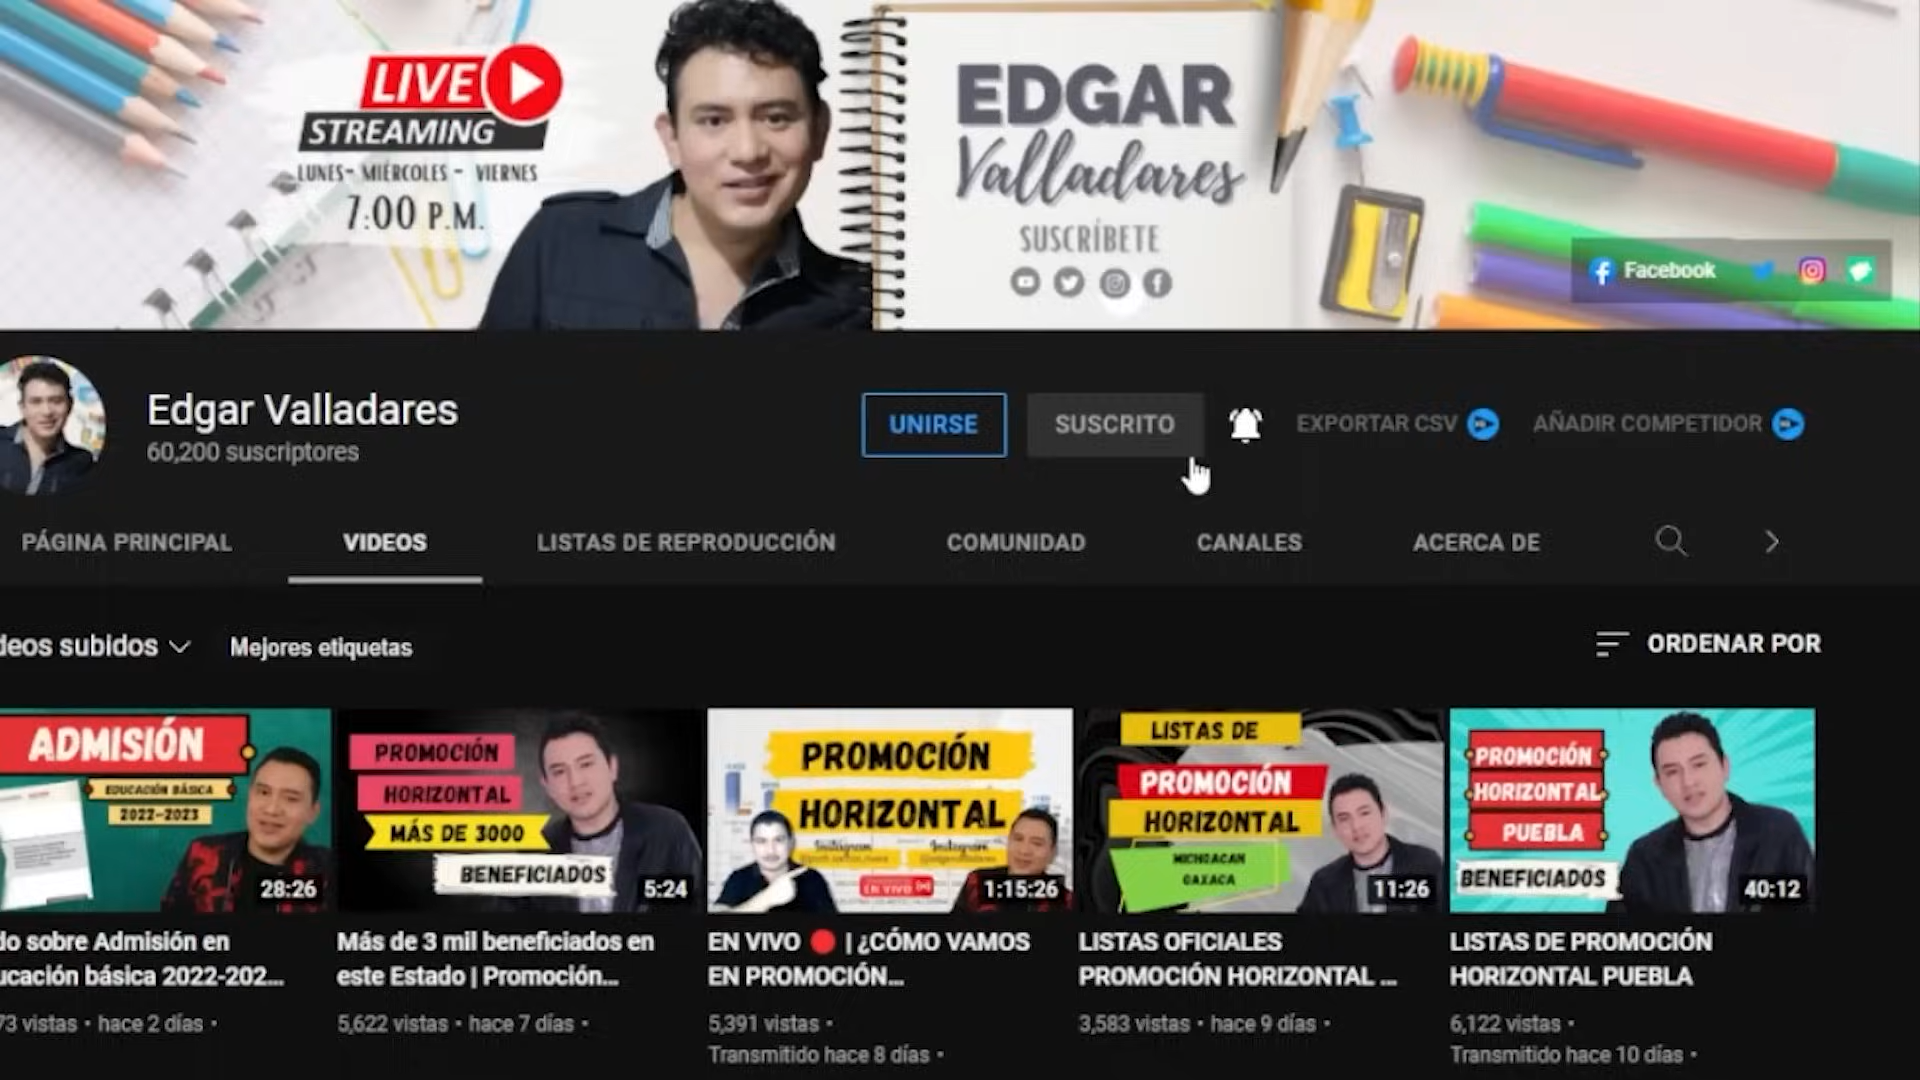 LIVE
STREAMING
LUNES- MIÉRCOLES - VIERNES
7:00 P.M.
EDGAR
Valladares
SUSCRÍBETE
Facebook
Edgar Valladares
60,200 suscriptores
UNIRSE
SUSCRITO
EXPORTAR CSV
AÑADIR COMPETIDOR
PÁGINA PRINCIPAL
VIDEOS
LISTAS DE REPRODUCCIÓN
COMUNIDAD
CANALES
ACERCA DE
deos subidos
Mejores etiquetas
ORDENAR POR
ADMISIÓN
EDUCACIÓN BÁSICA
2022-2023
28:26
do sobre Admisión en
ucación básica 2022-202...
73 vistas • hace 2 días •
PROMOCIÓN
HORIZONTAL
MÁS DE 3000
BENEFICIADOS
5:24
Más de 3 mil beneficiados en
este Estado | Promoción...
5,622 vistas • hace 7 días •
PROMOCIÓN
HORIZONTAL
Instagram
Instagram
EN VIVO
1:15:26
EN VIVO 🔴 | ¿CÓMO VAMOS
EN PROMOCIÓN...
5,391 vistas •
Transmitido hace 8 días •
LISTAS DE
PROMOCIÓN
HORIZONTAL
MICHOACAN
OAXACA
11:26
LISTAS OFICIALES
PROMOCIÓN HORIZONTAL ...
3,583 vistas • hace 9 días •
PROMOCIÓN
HORIZONTAL
PUEBLA
BENEFICIADOS
40:12
LISTAS DE PROMOCIÓN
HORIZONTAL PUEBLA
6,122 vistas •
Transmitido hace 10 días •